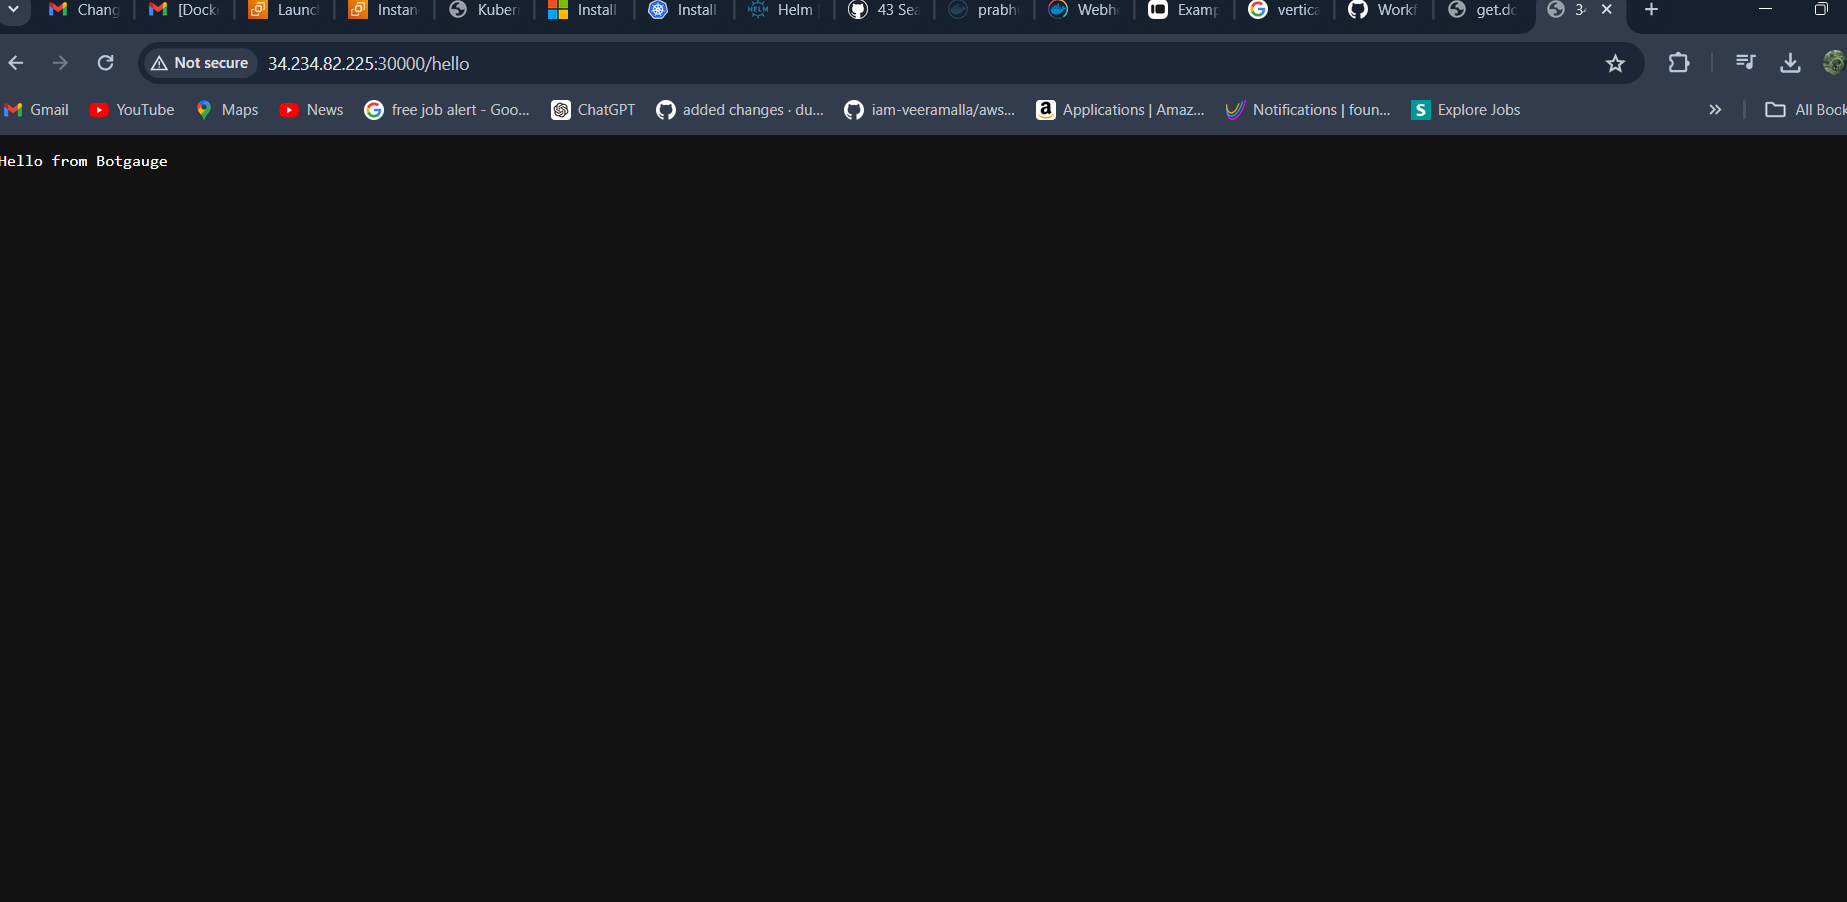 Chang [Dock Launc Instan Kuber Install Install Helm 43 Sea prabh Webh Examp vertica Workf get.do 34
Not secure 34.234.82.225:30000/hello
Gmail YouTube Maps News free job alert - Goo... ChatGPT added changes · du... iam-veeramalla/aws... Applications | Amaz... Notifications | foun... Explore Jobs All Book
Hello from Botgauge